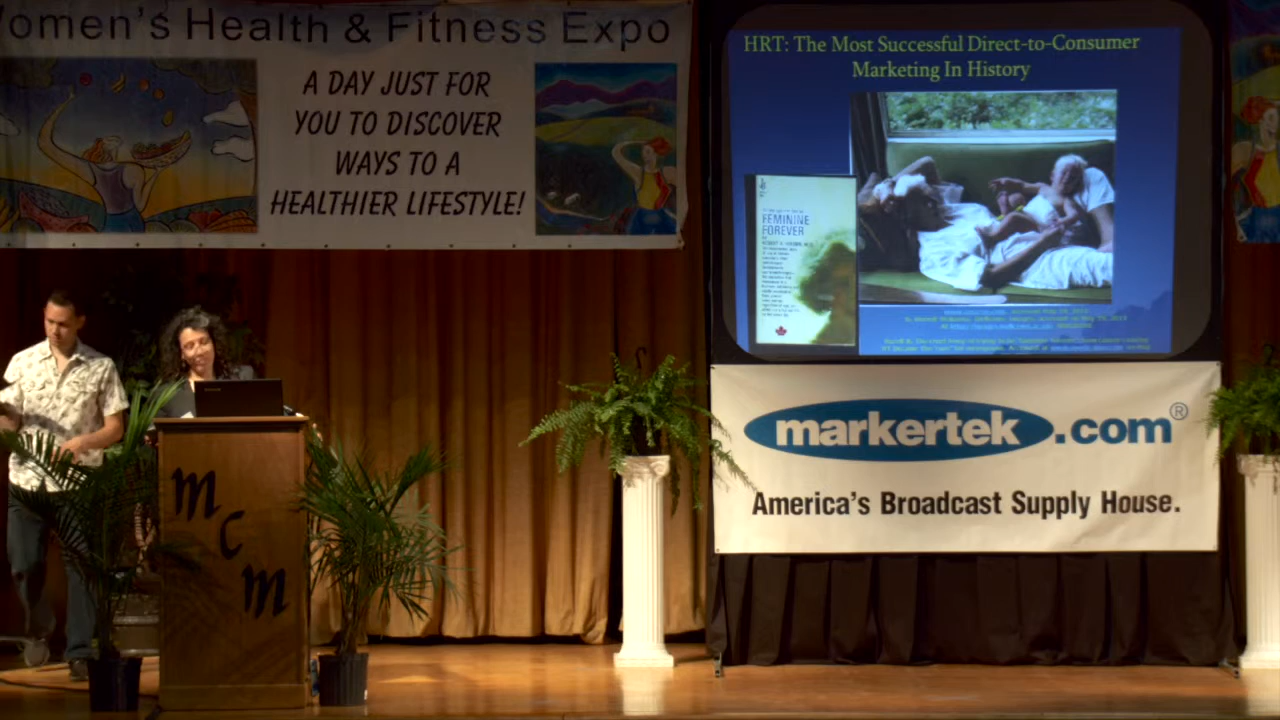 omen's Health & Fitness Expo
A DAY JUST FOR
YOU TO DISCOVER
WAYS TO A
HEALTHIER LIFESTYLE!
HRT: The Most Successful Direct-to-Consumer
Marketing In History
FEMININE
FOREVER
markertek.com®
America's Broadcast Supply House.
m
c
m